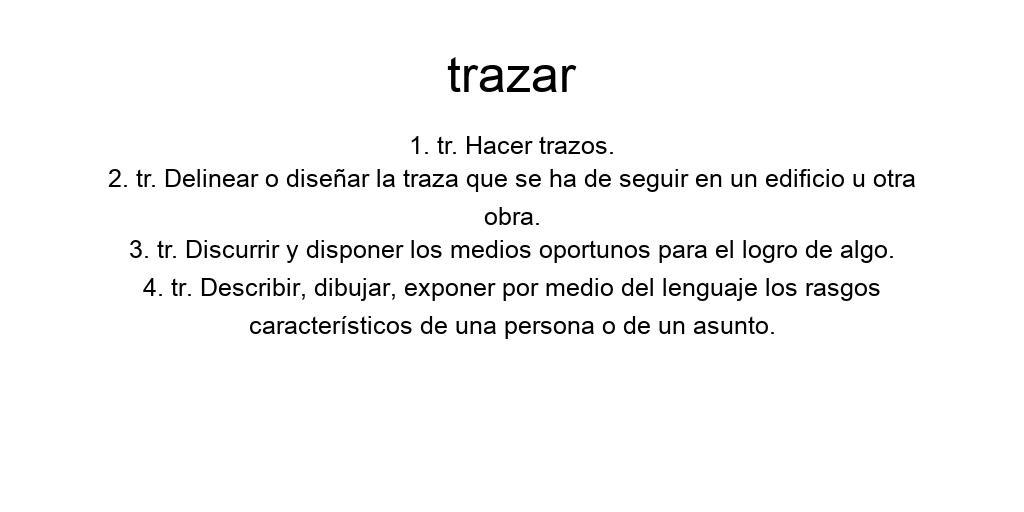 trazar
1. tr. Hacer trazos.
2. tr. Delinear o diseñar la traza que se ha de seguir en un edificio u otra
obra.
3. tr. Discurrir y disponer los medios oportunos para el logro de algo.
4. tr. Describir, dibujar, exponer por medio del lenguaje los rasgos
característicos de una persona o de un asunto.